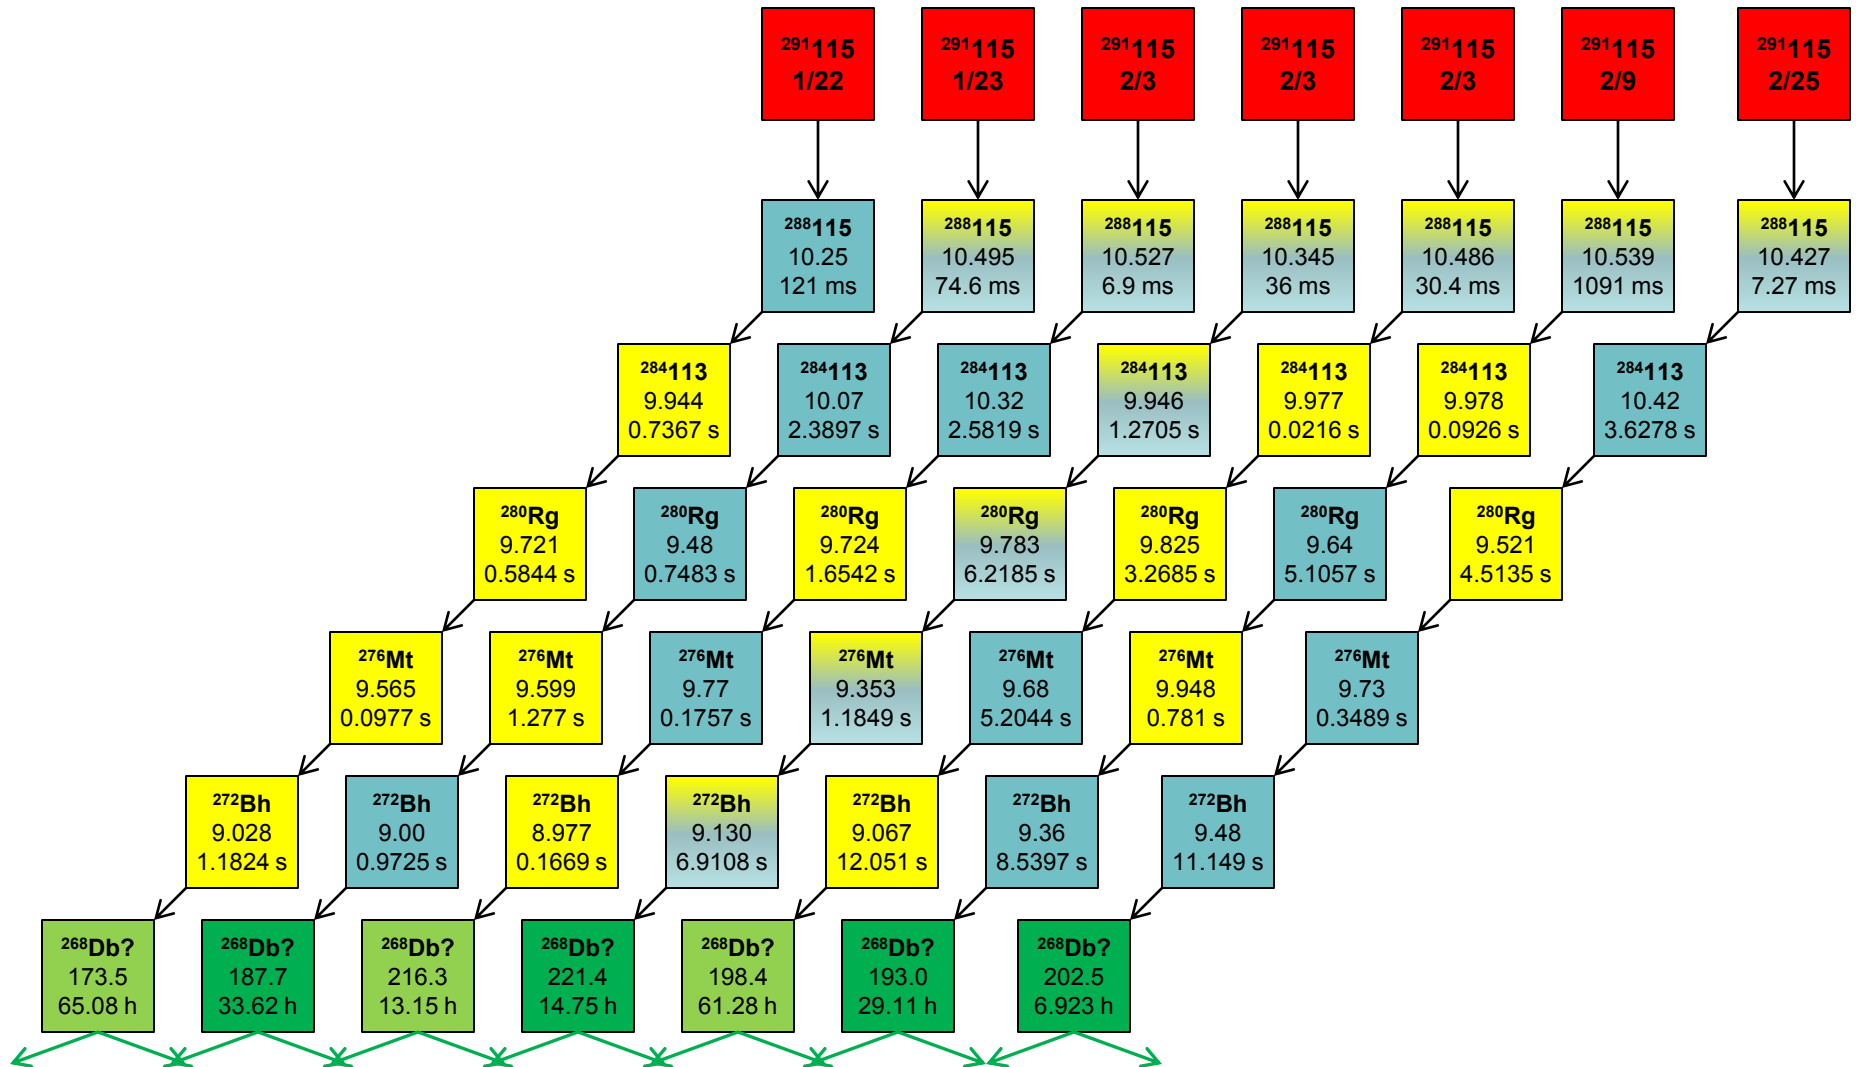 ²⁹¹115
1/22
²⁹¹115
1/23
²⁹¹115
2/3
²⁹¹115
2/3
²⁹¹115
2/3
²⁹¹115
2/9
²⁹¹115
2/25
²⁸⁸115
10.25
121 ms
²⁸⁸115
10.495
74.6 ms
²⁸⁸115
10.527
6.9 ms
²⁸⁸115
10.345
36 ms
²⁸⁸115
10.486
30.4 ms
²⁸⁸115
10.539
1091 ms
²⁸⁸115
10.427
7.27 ms
²⁸⁴113
9.944
0.7367 s
²⁸⁴113
10.07
2.3897 s
²⁸⁴113
10.32
2.5819 s
²⁸⁴113
9.946
1.2705 s
²⁸⁴113
9.977
0.0216 s
²⁸⁴113
9.978
0.0926 s
²⁸⁴113
10.42
3.6278 s
²⁸⁰Rg
9.721
0.5844 s
²⁸⁰Rg
9.48
0.7483 s
²⁸⁰Rg
9.724
1.6542 s
²⁸⁰Rg
9.783
6.2185 s
²⁸⁰Rg
9.825
3.2685 s
²⁸⁰Rg
9.64
5.1057 s
²⁸⁰Rg
9.521
4.5135 s
²⁷⁶Mt
9.565
0.0977 s
²⁷⁶Mt
9.599
1.277 s
²⁷⁶Mt
9.77
0.1757 s
²⁷⁶Mt
9.353
1.1849 s
²⁷⁶Mt
9.68
5.2044 s
²⁷⁶Mt
9.948
0.781 s
²⁷⁶Mt
9.73
0.3489 s
²⁷²Bh
9.028
1.1824 s
²⁷²Bh
9.00
0.9725 s
²⁷²Bh
8.977
0.1669 s
²⁷²Bh
9.130
6.9108 s
²⁷²Bh
9.067
12.051 s
²⁷²Bh
9.36
8.5397 s
²⁷²Bh
9.48
11.149 s
²⁶⁸Db?
173.5
65.08 h
²⁶⁸Db?
187.7
33.62 h
²⁶⁸Db?
216.3
13.15 h
²⁶⁸Db?
221.4
14.75 h
²⁶⁸Db?
198.4
61.28 h
²⁶⁸Db?
193.0
29.11 h
²⁶⁸Db?
202.5
6.923 h